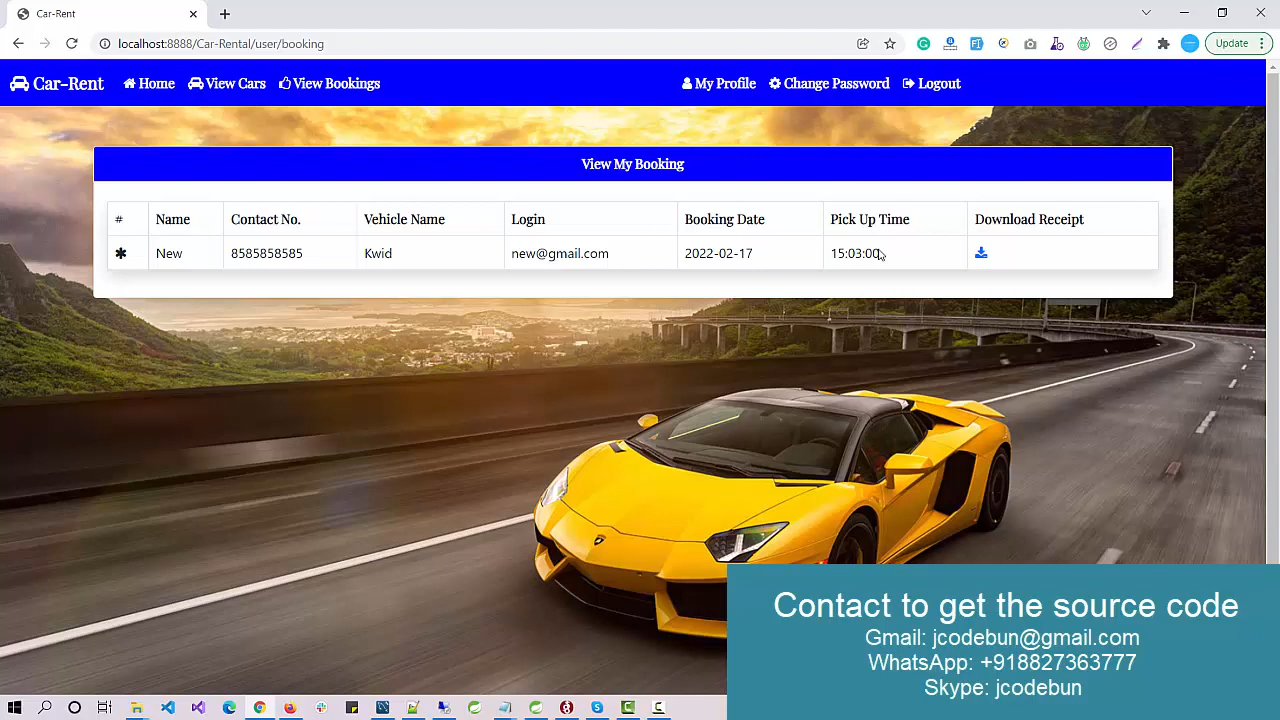 Car-Rent
localhost:8888/Car-Rental/user/booking
Update
Car-Rent Home View Cars View Bookings My Profile Change Password Logout
View My Booking
# Name Contact No. Vehicle Name Login Booking Date Pick Up Time Download Receipt
New 8585858585 Kwid new@gmail.com 2022-02-17 15:03:00
Contact to get the source code
Gmail: jcodebun@gmail.com
WhatsApp: +918827363777
Skype: jcodebun